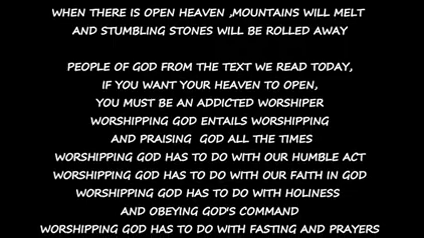 WHEN THERE IS OPEN HEAVEN ,MOUNTAINS WILL MELT
AND STUMBLING STONES WILL BE ROLLED AWAY
PEOPLE OF GOD FROM THE TEXT WE READ TODAY,
IF YOU WANT YOUR HEAVEN TO OPEN,
YOU MUST BE AN ADDICTED WORSHIPER
WORSHIPPING GOD ENTAILS WORSHIPPING
AND PRAISING GOD ALL THE TIMES
WORSHIPPING GOD HAS TO DO WITH OUR HUMBLE ACT
WORSHIPPING GOD HAS TO DO WITH OUR FAITH IN GOD
WORSHIPPING GOD HAS TO DO WITH HOLINESS
AND OBEYING GOD'S COMMAND
WORSHIPPING GOD HAS TO DO WITH FASTING AND PRAYERS